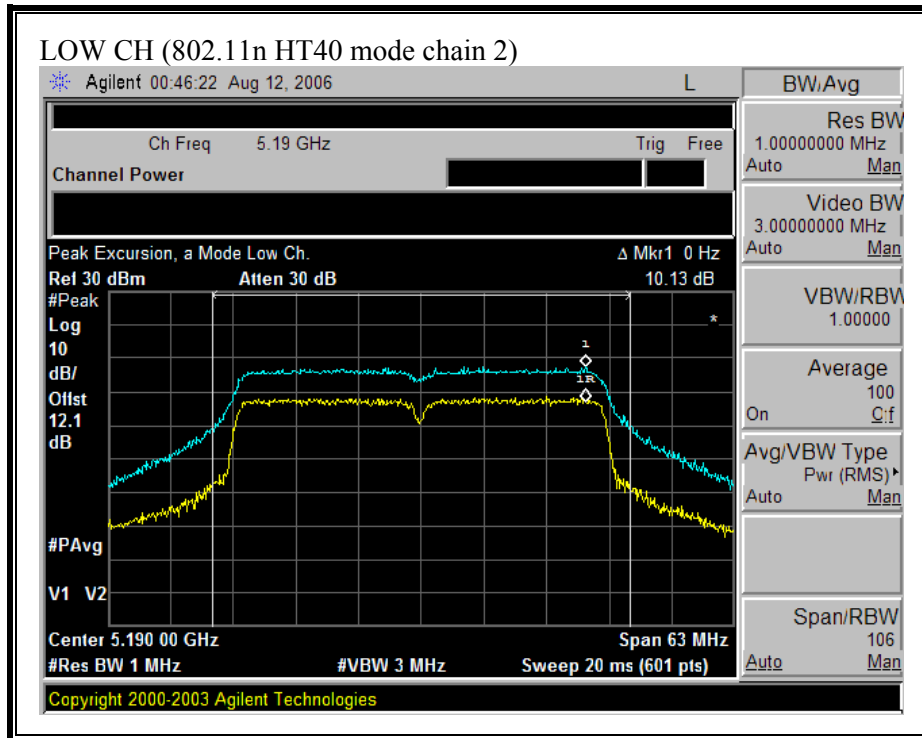 LOW CH (802.11n HT40 mode chain 2)
Agilent 00:46:22 Aug 12, 2006 L
BW/Avg
Ch Freq 5.19 GHz Trig Free
Channel Power
Peak Excursion, a Mode Low Ch. Δ Mkr1 0 Hz
Ref 30 dBm Atten 30 dB 10.13 dB
#Peak
Log
10
dB/
Offst
12.1
dB
*
1
1R
#PAvg
V1 V2
Center 5.190 00 GHz Span 63 MHz
#Res BW 1 MHz #VBW 3 MHz Sweep 20 ms (601 pts)
Copyright 2000-2003 Agilent Technologies
Res BW
1.00000000 MHz
Auto Man
Video BW
3.00000000 MHz
Auto Man
VBW/RBW
1.00000
Average
100
On Off
Avg/VBW Type
Pwr (RMS)
Auto Man
Span/RBW
106
Auto Man